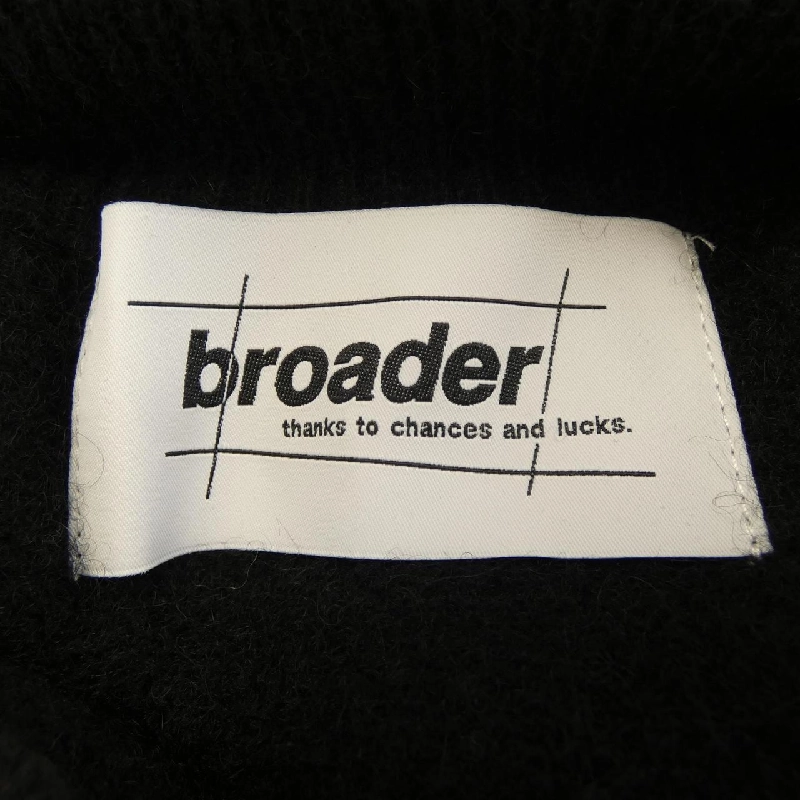 broader
thanks to chances and lucks.